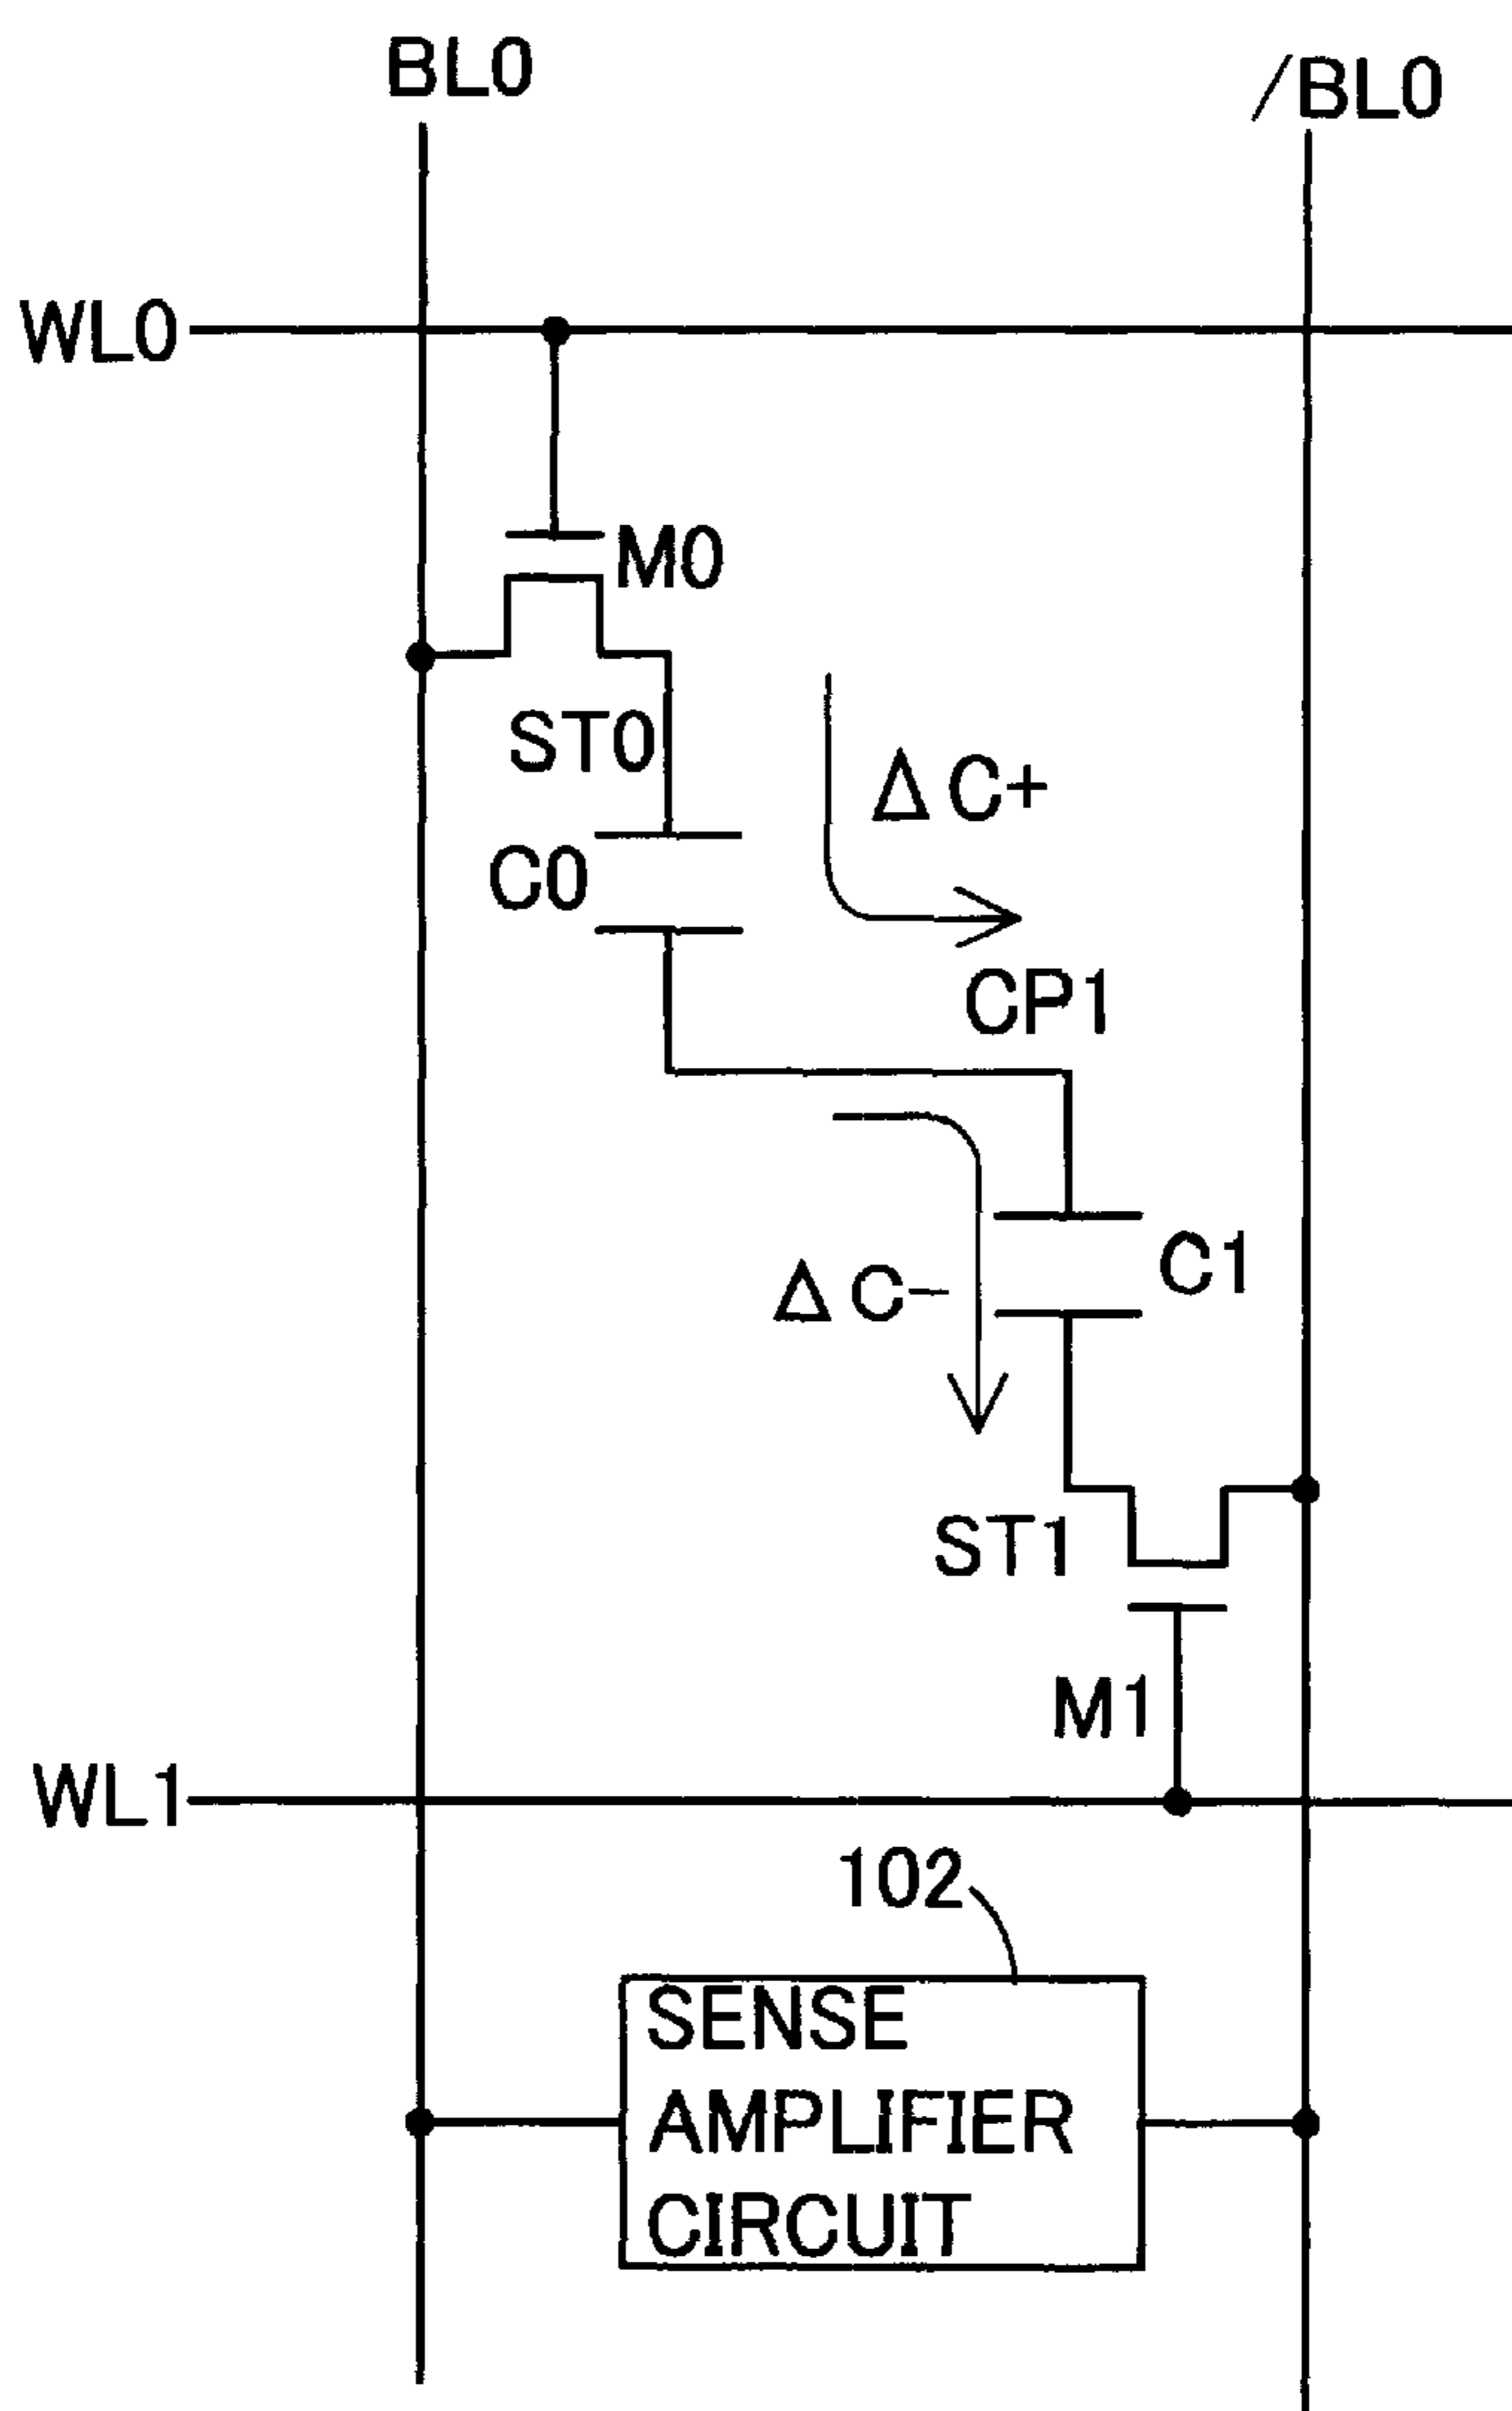 BL0
/BL0
WL0
M0
ST0
ΔC+
C0
CP1
C1
ΔC-
ST1
M1
WL1
102
SENSE
AMPLIFIER
CIRCUIT